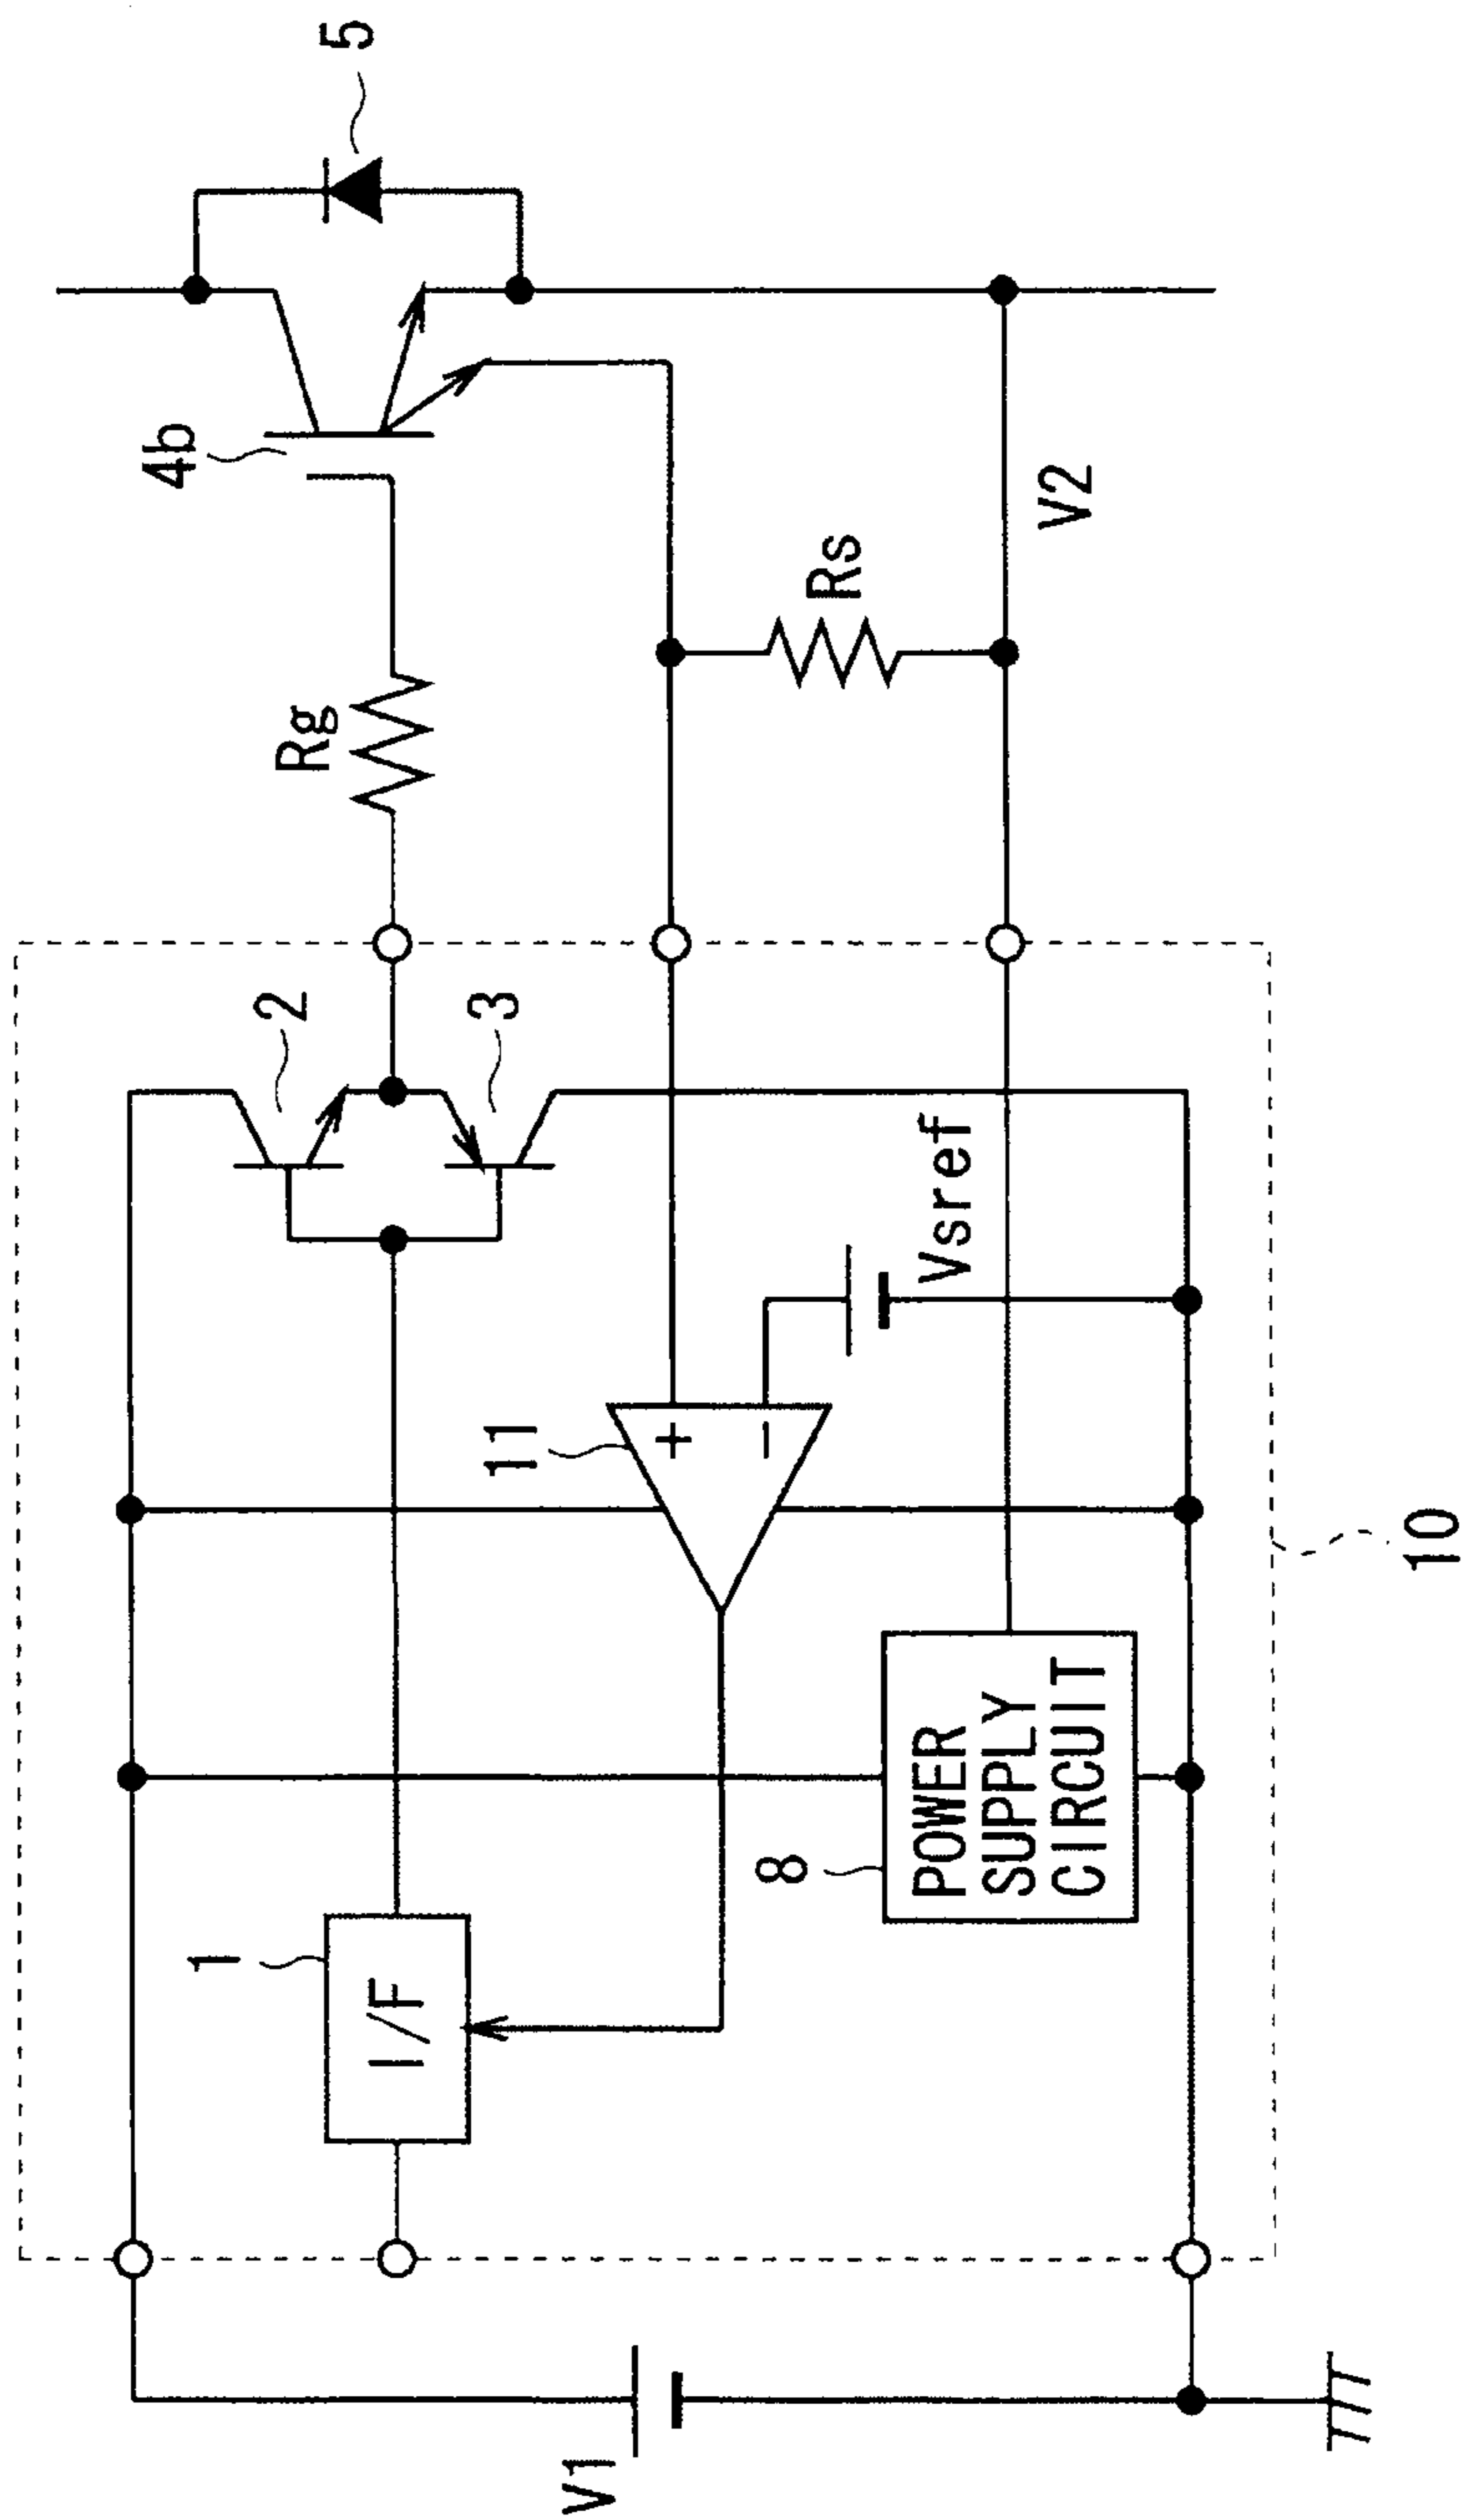 4b
1
2
Rg
5
I/F
3
11
V1
+
−
8
Rs
POWER
SUPPLY
CIRCUIT
Vsref
V2
10